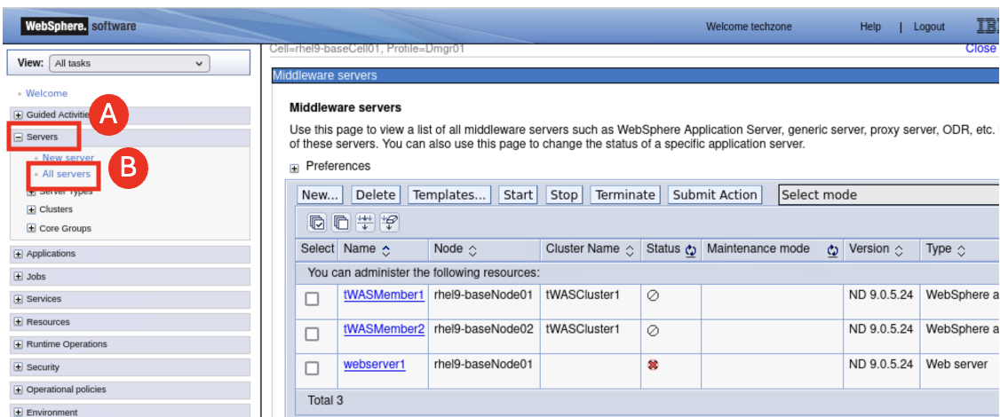 WebSphere. software
Welcome techzone
Help | Logout
IBM
Cell=rhel9-baseCell01, Profile=Dmgr01
Close
View: All tasks
Welcome
Guided Activitie
A
Servers
New server
B
All servers
Server Types
Clusters
Core Groups
Applications
Jobs
Services
Resources
Runtime Operations
Security
Operational policies
Environment
Middleware servers
Middleware servers
Use this page to view a list of all middleware servers such as WebSphere Application Server, generic server, proxy server, ODR, etc.
of these servers. You can also use this page to change the status of a specific application server.
Preferences
New... Delete Templates... Start Stop Terminate Submit Action Select mode
Select Name Node Cluster Name Status Maintenance mode Version Type
You can administer the following resources:
tWASMember1 rhel9-baseNode01 tWASCluster1 ND 9.0.5.24 WebSphere a
tWASMember2 rhel9-baseNode02 tWASCluster1 ND 9.0.5.24 WebSphere a
webserver1 rhel9-baseNode01 ND 9.0.5.24 Web server
Total 3